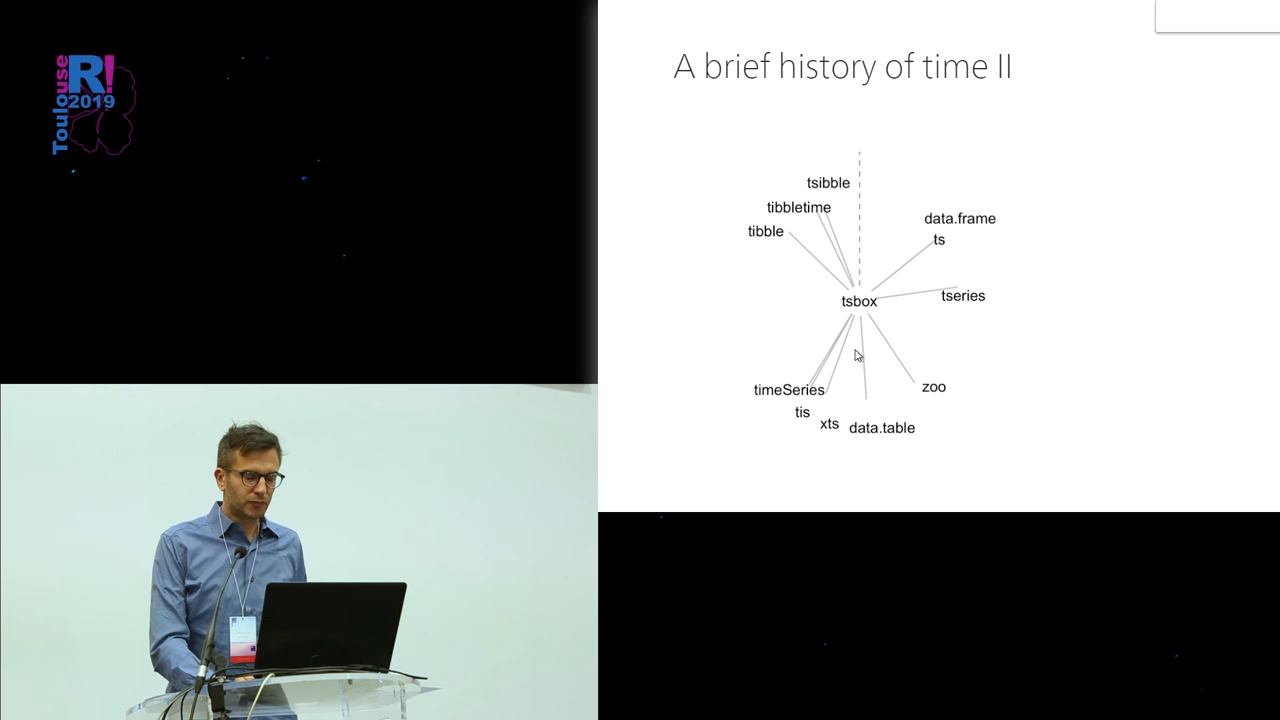 Toulouse
R!
2019
A brief history of time II
tsibble
tibbletime
tibble
data.frame
ts
tsbox
tseries
timeSeries
tis
xts
data.table
zoo